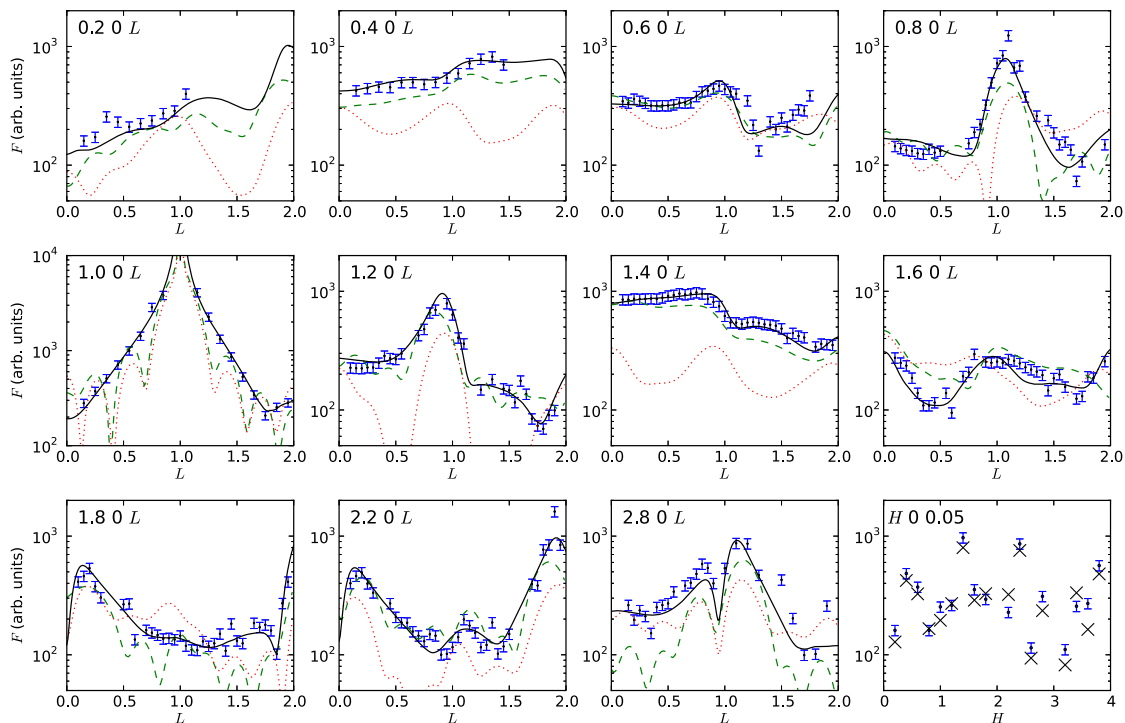 0.2 0 L
0.4 0 L
0.6 0 L
0.8 0 L
F (arb. units)
10³
10²
0.0 0.5 1.0 1.5 2.0
L
10³
10²
0.0 0.5 1.0 1.5 2.0
L
10³
10²
0.0 0.5 1.0 1.5 2.0
L
10³
10²
0.0 0.5 1.0 1.5 2.0
L
1.0 0 L
1.2 0 L
1.4 0 L
1.6 0 L
F (arb. units)
10⁴
10³
10²
0.0 0.5 1.0 1.5 2.0
L
10³
10²
0.0 0.5 1.0 1.5 2.0
L
10³
10²
0.0 0.5 1.0 1.5 2.0
L
10³
10²
0.0 0.5 1.0 1.5 2.0
L
1.8 0 L
2.2 0 L
2.8 0 L
H 0 0.05
F (arb. units)
10³
10²
0.0 0.5 1.0 1.5 2.0
L
10³
10²
0.0 0.5 1.0 1.5 2.0
L
10³
10²
0.0 0.5 1.0 1.5 2.0
L
10³
10²
0 1 2 3 4
H